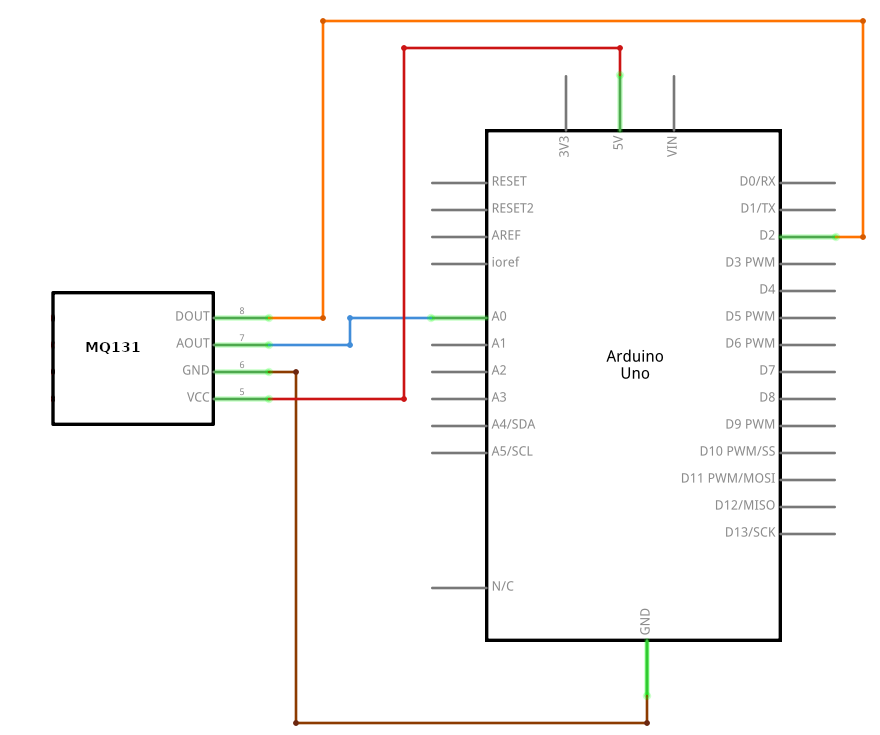 3V3
5V
VIN
RESET
RESET2
AREF
ioref
A0
A1
A2
A3
A4/SDA
A5/SCL
N/C
D0/RX
D1/TX
D2
D3 PWM
D4
D5 PWM
D6 PWM
D7
D8
D9 PWM
D10 PWM/SS
D11 PWM/MOSI
D12/MISO
D13/SCK
Arduino
Uno
GND
MQ131
DOUT 8
AOUT 7
GND 6
VCC 5